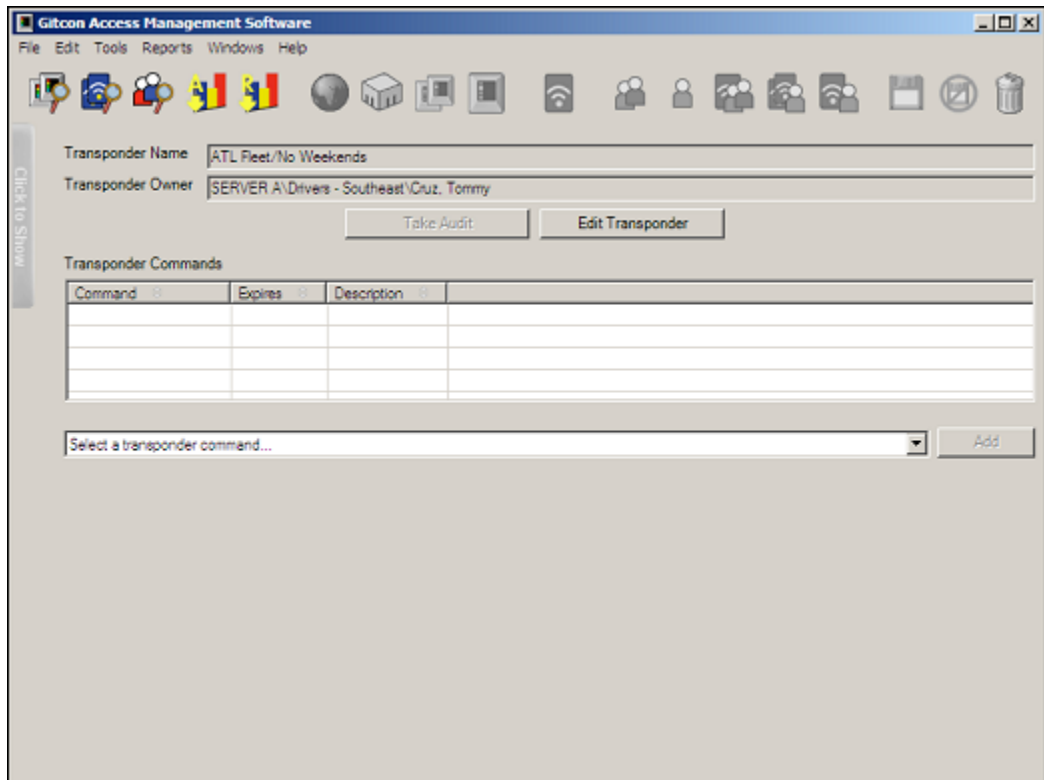 Gitcon Access Management Software
File Edit Tools Reports Windows Help
Click to Show
Transponder Name ATL Fleet/No Weekends
Transponder Owner SERVER A\Drivers - Southeast\Cruz, Tommy
Take Audit Edit Transponder
Transponder Commands
Command Expires Description
Select a transponder command... Add